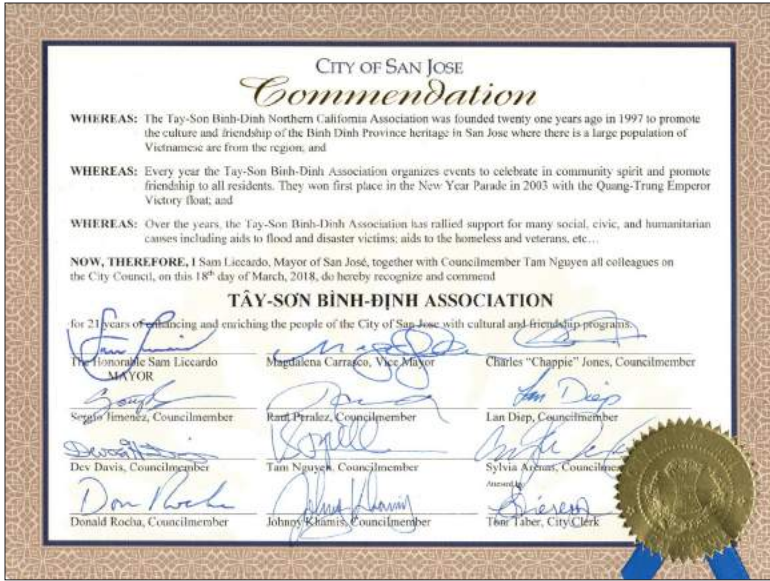 CITY OF SAN JOSE
Commendation
WHEREAS: The Tay-Son Binh-Dinh Northern California Association was founded twenty one years ago in 1997 to promote
the culture and friendship of the Binh Dinh Province heritage in San Jose where there is a large population of
Vietnamese are from the region; and
WHEREAS: Every year the Tay-Son Binh-Dinh Association organizes events to celebrate in community spirit and promote
friendship to all residents. They won first place in the New Year Parade in 2003 with the Quang-Trung Emperor
Victory float; and
WHEREAS: Over the years, the Tay-Son Binh-Dinh Association has rallied support for many social, civic, and humanitarian
causes including aids to flood and disaster victims; aids to the homeless and veterans, etc…
NOW, THEREFORE, I Sam Liccardo, Mayor of San José, together with Councilmember Tam Nguyen all colleagues on
the City Council, on this 18th day of March, 2018, do hereby recognize and commend
TÂY-SƠN BÌNH-ĐỊNH ASSOCIATION
for 21 years of enhancing and enriching the people of the City of San Jose with cultural and friendship programs.
The Honorable Sam Liccardo Magdalena Carrasco, Vice Mayor Charles “Chappie” Jones, Councilmember
MAYOR
Lan Diep
Sergio Jimenez, Councilmember Raul Peralez, Councilmember Lan Diep, Councilmember
Dev Davis, Councilmember Tam Nguyen, Councilmember Sylvia Arenas, Councilme
Attested by
Don Rocha Johny Khamis
Donald Rocha, Councilmember Johnny Khamis, Councilmember Toni Taber, City Clerk